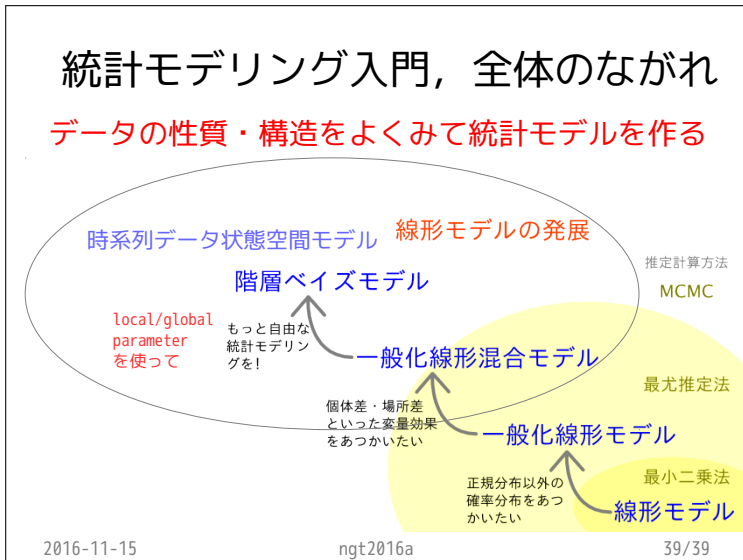 統計モデリング入門，全体のながれ
データの性質・構造をよくみて統計モデルを作る
時系列データ状態空間モデル
線形モデルの発展
階層ベイズモデル
推定計算方法
MCMC
local/global
parameter
を使って
もっと自由な
統計モデリン
グを!
一般化線形混合モデル
最尤推定法
個体差・場所差
といった変量効果
をあつかいたい
一般化線形モデル
最小二乗法
正規分布以外の
確率分布をあつ
かいたい
線形モデル
2016-11-15
ngt2016a
39/39